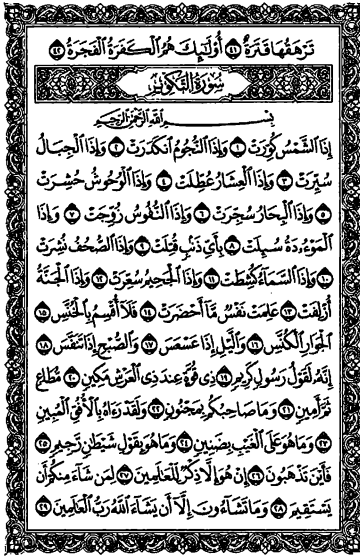 تَرْهَقُهَا قَتَرَةٌ ٤١ أُوْلَٰٓئِكَ هُمُ ٱلْكَفَرَةُ ٱلْفَجَرَةُ ٤٢
سُورَةُ التَّكْوِيرِ
بِسْمِ ٱللَّهِ ٱلرَّحْمَٰنِ ٱلرَّحِيمِ
إِذَا ٱلشَّمْسُ كُوِّرَتْ ١ وَإِذَا ٱلنُّجُومُ ٱنكَدَرَتْ ٢ وَإِذَا ٱلْجِبَالُ
سُيِّرَتْ ٣ وَإِذَا ٱلْعِشَارُ عُطِّلَتْ ٤ وَإِذَا ٱلْوُحُوشُ حُشِرَتْ
٥ وَإِذَا ٱلْبِحَارُ سُجِّرَتْ ٦ وَإِذَا ٱلنُّفُوسُ زُوِّجَتْ ٧ وَإِذَا
ٱلْمَوْءُۥدَةُ سُئِلَتْ ٨ بِأَيِّ ذَنۢبٍ قُتِلَتْ ٩ وَإِذَا ٱلصُّحُفُ نُشِرَتْ
١٠ وَإِذَا ٱلسَّمَآءُ كُشِطَتْ ١١ وَإِذَا ٱلْجَحِيمُ سُعِّرَتْ ١٢ وَإِذَا ٱلْجَنَّةُ
أُزْلِفَتْ ١٣ عَلِمَتْ نَفْسٌ مَّآ أَحْضَرَتْ ١٤ فَلَآ أُقْسِمُ بِٱلْخُنَّسِ ١٥
ٱلْجَوَارِ ٱلْكُنَّسِ ١٦ وَٱلَّيْلِ إِذَا عَسْعَسَ ١٧ وَٱلصُّبْحِ إِذَا تَنَفَّسَ ١٨
إِنَّهُۥ لَقَوْلُ رَسُولٍ كَرِيمٍ ١٩ ذِي قُوَّةٍ عِندَ ذِي ٱلْعَرْشِ مَكِينٍ ٢٠ مُّطَاعٍ
ثَمَّ أَمِينٍ ٢١ وَمَا صَاحِبُكُم بِمَجْنُونٍ ٢٢ وَلَقَدْ رَءَاهُ بِٱلْأُفُقِ ٱلْمُبِينِ
٢٣ وَمَا هُوَ عَلَى ٱلْغَيْبِ بِضَنِينٍ ٢٤ وَمَا هُوَ بِقَوْلِ شَيْطَٰنٍ رَّجِيمٍ ٢٥
فَأَيْنَ تَذْهَبُونَ ٢٦ إِنْ هُوَ إِلَّا ذِكْرٌ لِّلْعَٰلَمِينَ ٢٧ لِمَن شَآءَ مِنكُمْ أَن
يَسْتَقِيمَ ٢٨ وَمَا تَشَآءُونَ إِلَّآ أَن يَشَآءَ ٱللَّهُ رَبُّ ٱلْعَٰلَمِينَ ٢٩